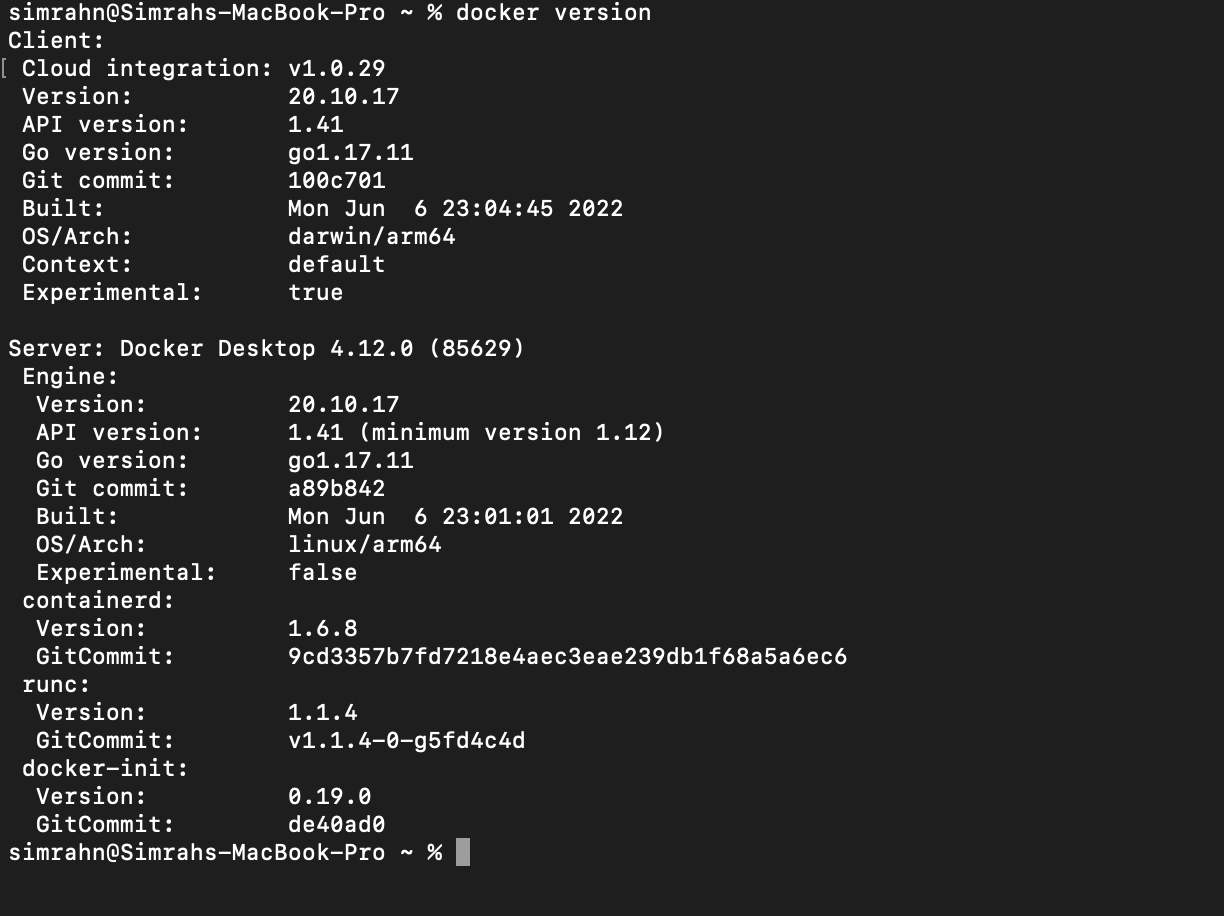 simrahn@Simrahs-MacBook-Pro ~ % docker version
Client:
[ Cloud integration: v1.0.29
 Version:           20.10.17
 API version:       1.41
 Go version:        go1.17.11
 Git commit:        100c701
 Built:             Mon Jun  6 23:04:45 2022
 OS/Arch:           darwin/arm64
 Context:           default
 Experimental:      true

Server: Docker Desktop 4.12.0 (85629)
 Engine:
  Version:          20.10.17
  API version:      1.41 (minimum version 1.12)
  Go version:       go1.17.11
  Git commit:       a89b842
  Built:            Mon Jun  6 23:01:01 2022
  OS/Arch:          linux/arm64
  Experimental:     false
 containerd:
  Version:          1.6.8
  GitCommit:        9cd3357b7fd7218e4aec3eae239db1f68a5a6ec6
 runc:
  Version:          1.1.4
  GitCommit:        v1.1.4-0-g5fd4c4d
 docker-init:
  Version:          0.19.0
  GitCommit:        de40ad0
simrahn@Simrahs-MacBook-Pro ~ %